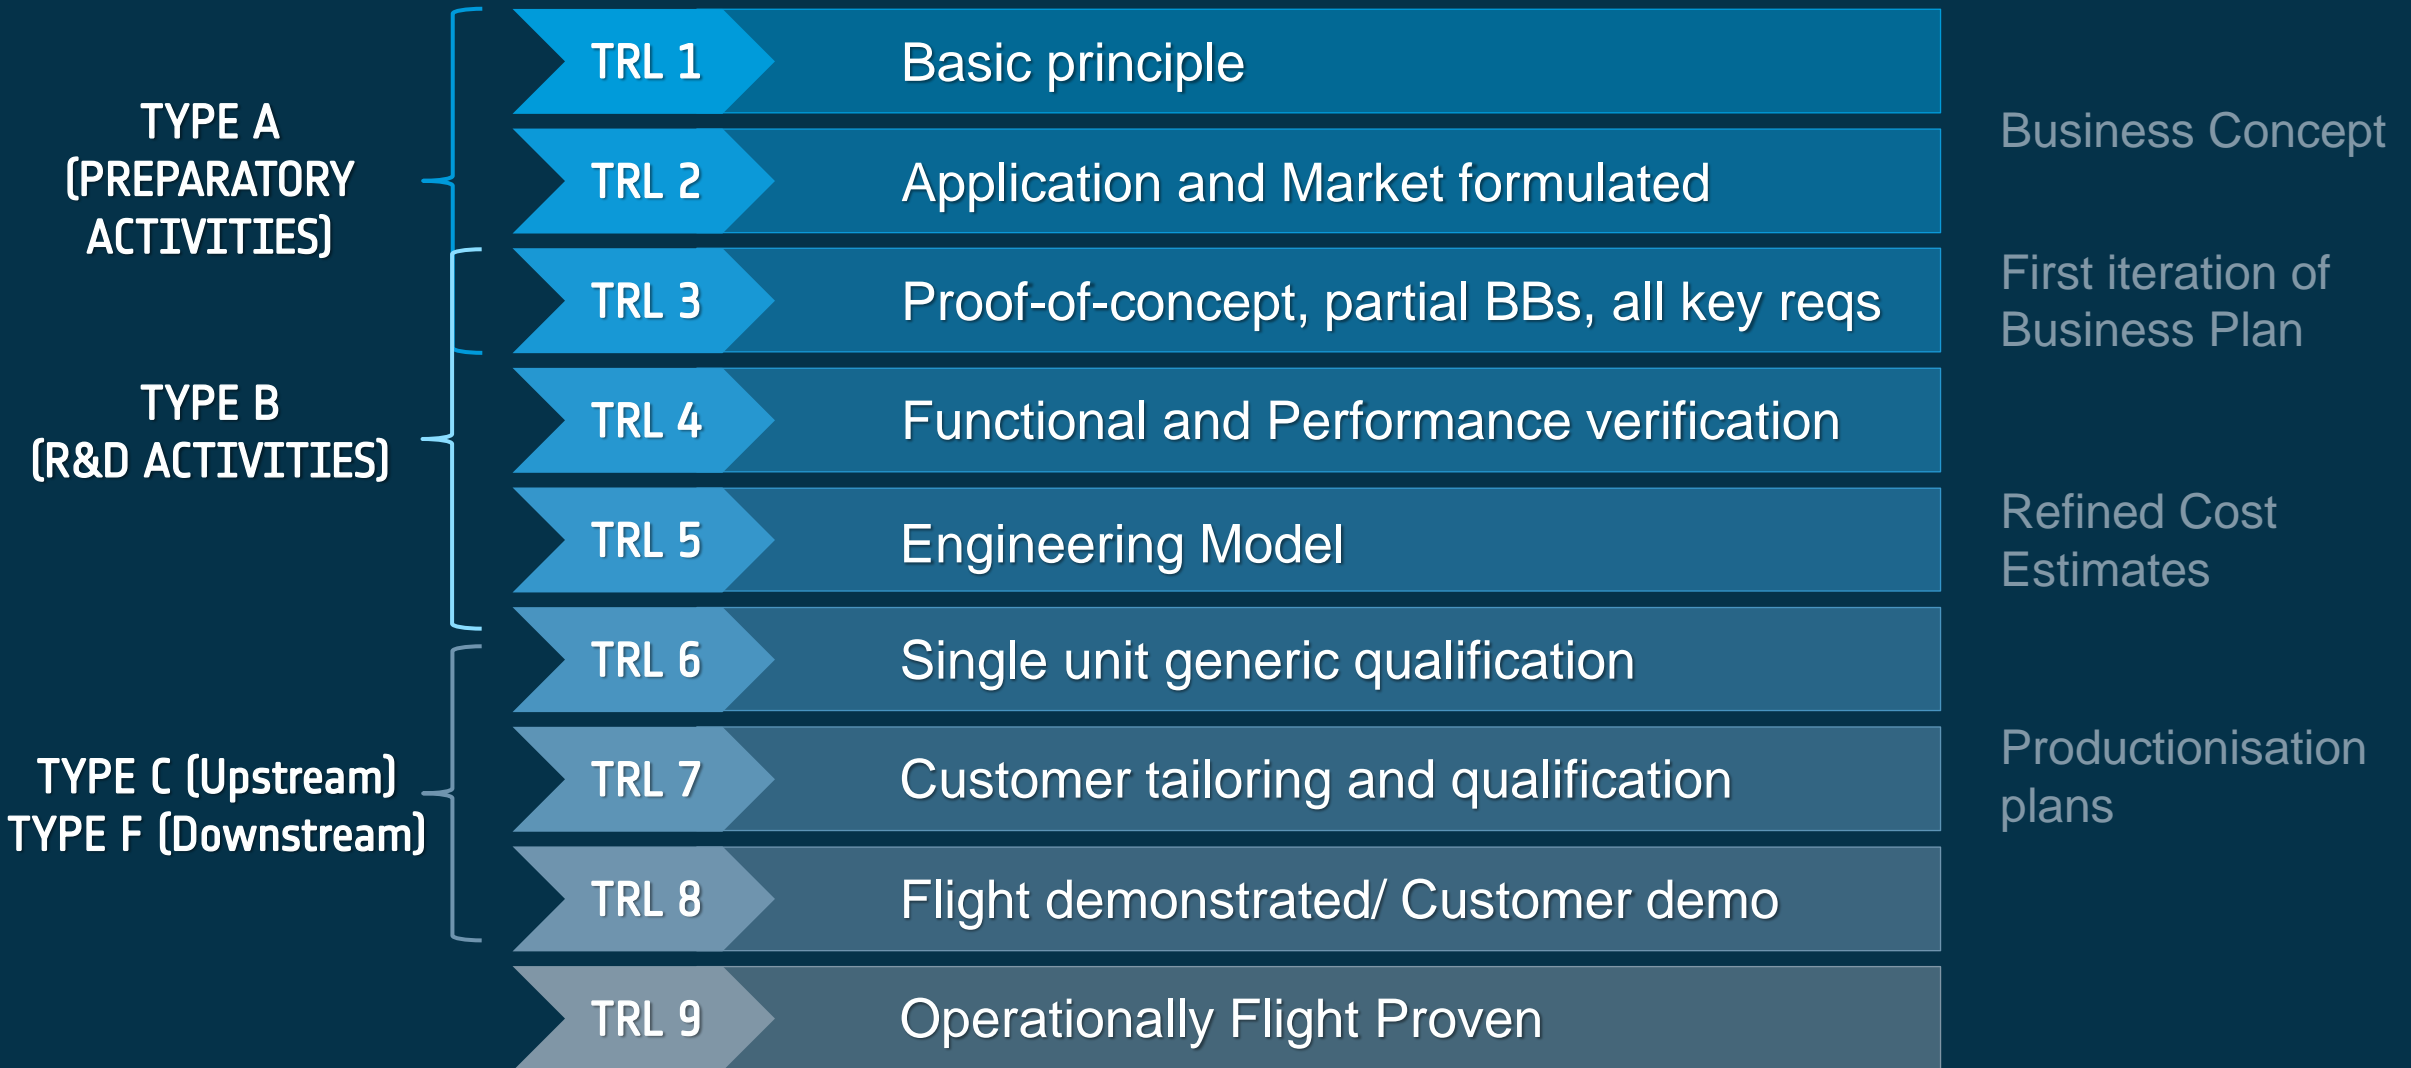 TYPE A
(PREPARATORY
ACTIVITIES)
TYPE B
(R&D ACTIVITIES)
TYPE C (Upstream)
TYPE F (Downstream)
TRL 1
Basic principle
TRL 2
Application and Market formulated
TRL 3
Proof-of-concept, partial BBs, all key reqs
TRL 4
Functional and Performance verification
TRL 5
Engineering Model
TRL 6
Single unit generic qualification
TRL 7
Customer tailoring and qualification
TRL 8
Flight demonstrated/ Customer demo
TRL 9
Operationally Flight Proven
Business Concept
First iteration of
Business Plan
Refined Cost
Estimates
Productionisation
plans